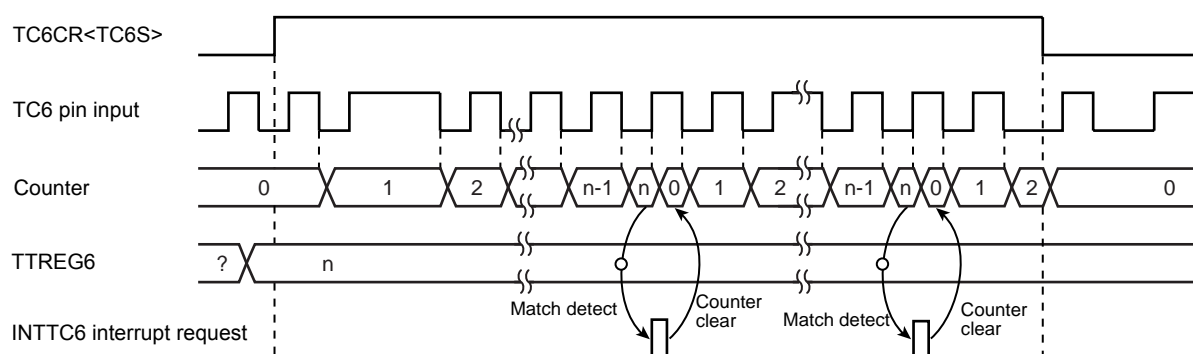 TC6CR<TC6S>
TC6 pin input
Counter
0 1 2 n-1 n 0 1 2 n-1 n 0 1 2 0
TTREG6
? n
Match detect
Counter
clear
Match detect
Counter
clear
INTTC6 interrupt request